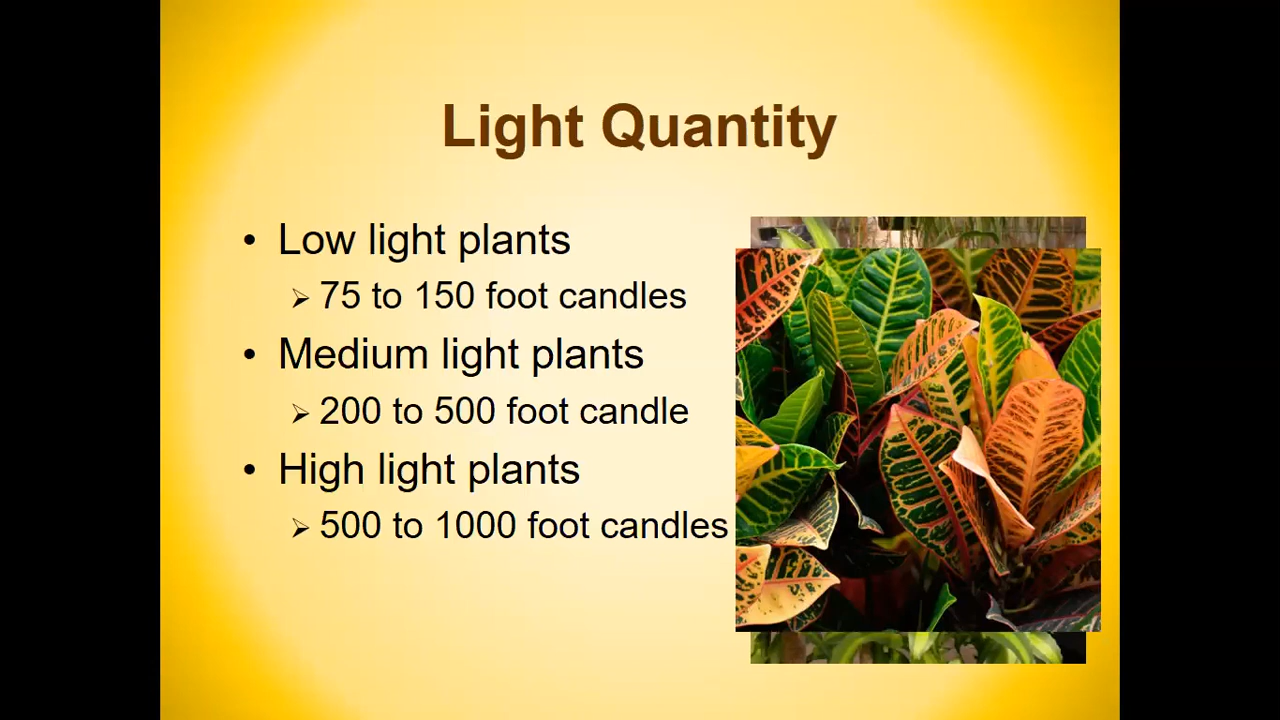 Light Quantity
• Low light plants
➢ 75 to 150 foot candles
• Medium light plants
➢ 200 to 500 foot candle
• High light plants
➢ 500 to 1000 foot candles